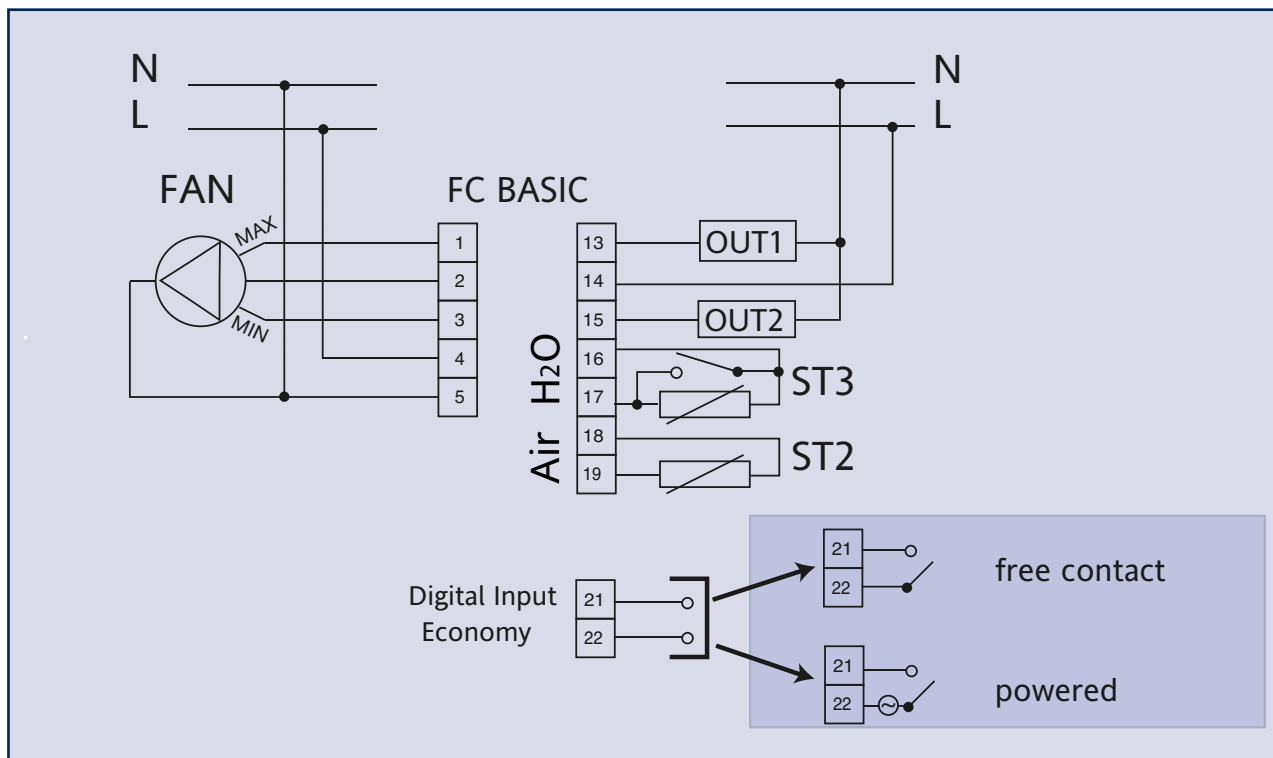 N
L
N
L
FAN
FC BASIC
MAX
MIN
1
2
3
4
5
13
14
15
16
17
18
19
OUT1
OUT2
H₂O
Air
ST3
ST2
Digital Input
Economy
21
22
21
22
free contact
21
22
~
powered